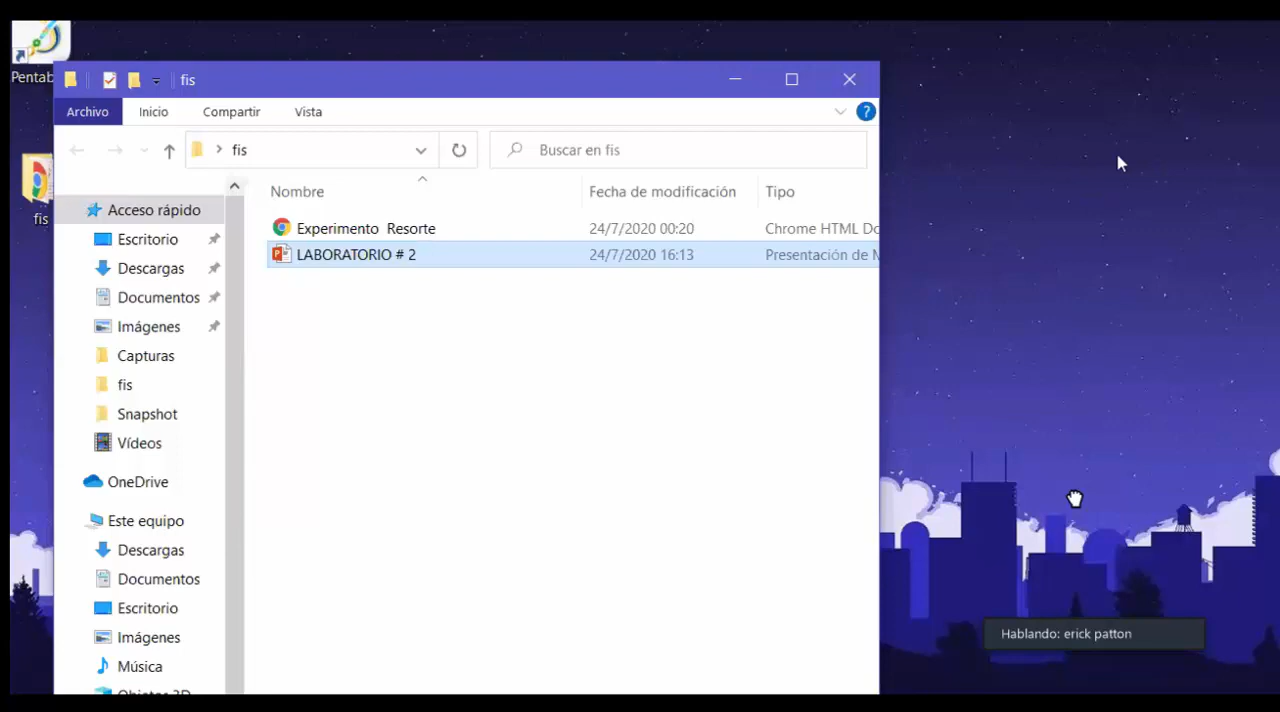 Pentab
fis
fis
Archivo Inicio Compartir Vista
fis
Buscar en fis
Nombre Fecha de modificación Tipo
Experimento Resorte 24/7/2020 00:20 Chrome HTML Do
LABORATORIO # 2 24/7/2020 16:13 Presentación de M
Acceso rápido
Escritorio
Descargas
Documentos
Imágenes
Capturas
fis
Snapshot
Vídeos
OneDrive
Este equipo
Descargas
Documentos
Escritorio
Imágenes
Música
Objetos 3D
Hablando: erick patton